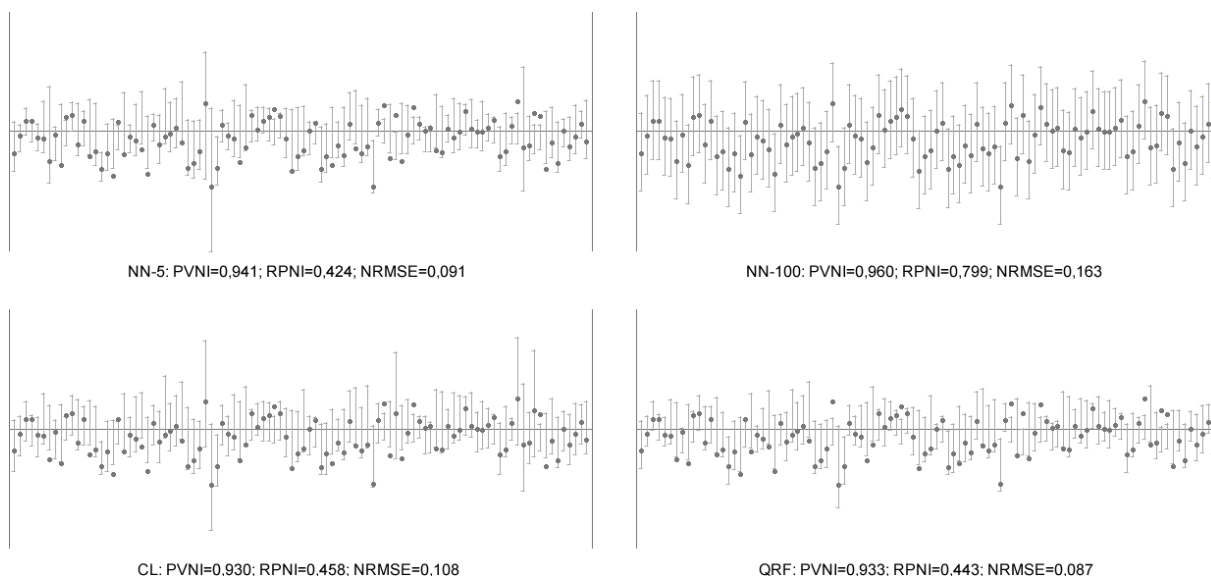 NN-5: PVNI=0,941; RPNI=0,424; NRMSE=0,091
NN-100: PVNI=0,960; RPNI=0,799; NRMSE=0,163
CL: PVNI=0,930; RPNI=0,458; NRMSE=0,108
QRF: PVNI=0,933; RPNI=0,443; NRMSE=0,087